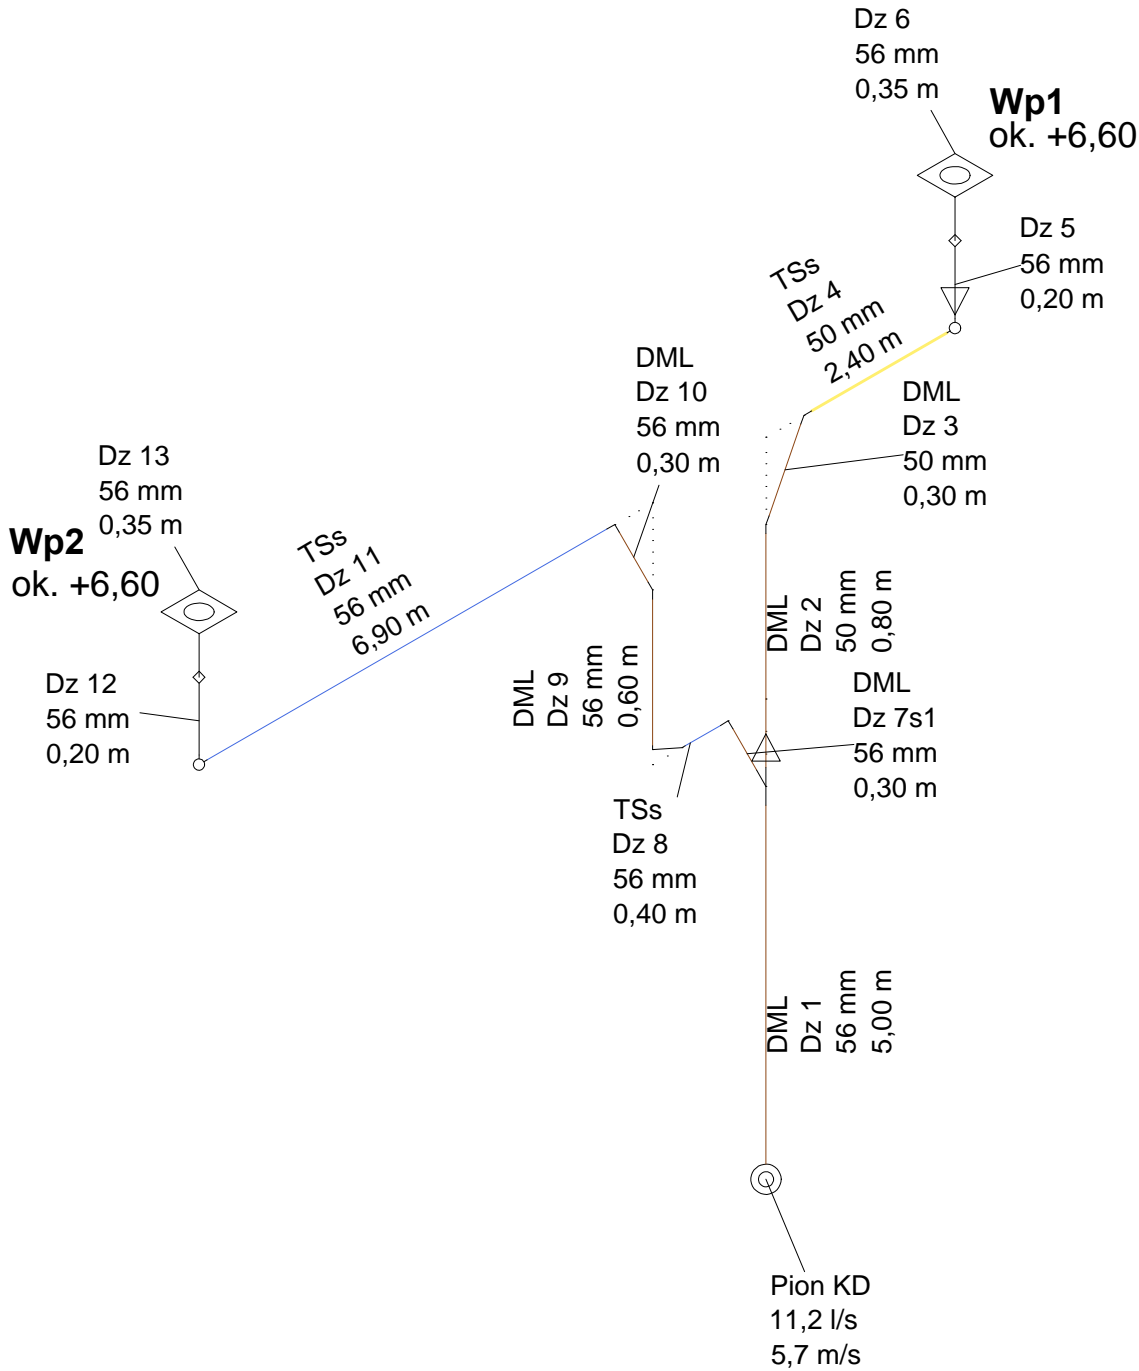 Dz 6
56 mm
0,35 m
Wp1
ok. +6,60
Dz 5
56 mm
0,20 m
TSs
Dz 4
50 mm
2,40 m
DML
Dz 10
56 mm
0,30 m
DML
Dz 3
50 mm
0,30 m
Dz 13
56 mm
0,35 m
Wp2
ok. +6,60
TSs
Dz 11
56 mm
6,90 m
DML
Dz 2
50 mm
0,80 m
DML
Dz 9
56 mm
0,60 m
Dz 12
56 mm
0,20 m
DML
Dz 7s1
56 mm
0,30 m
TSs
Dz 8
56 mm
0,40 m
DML
Dz 1
56 mm
5,00 m
Pion KD
11,2 l/s
5,7 m/s